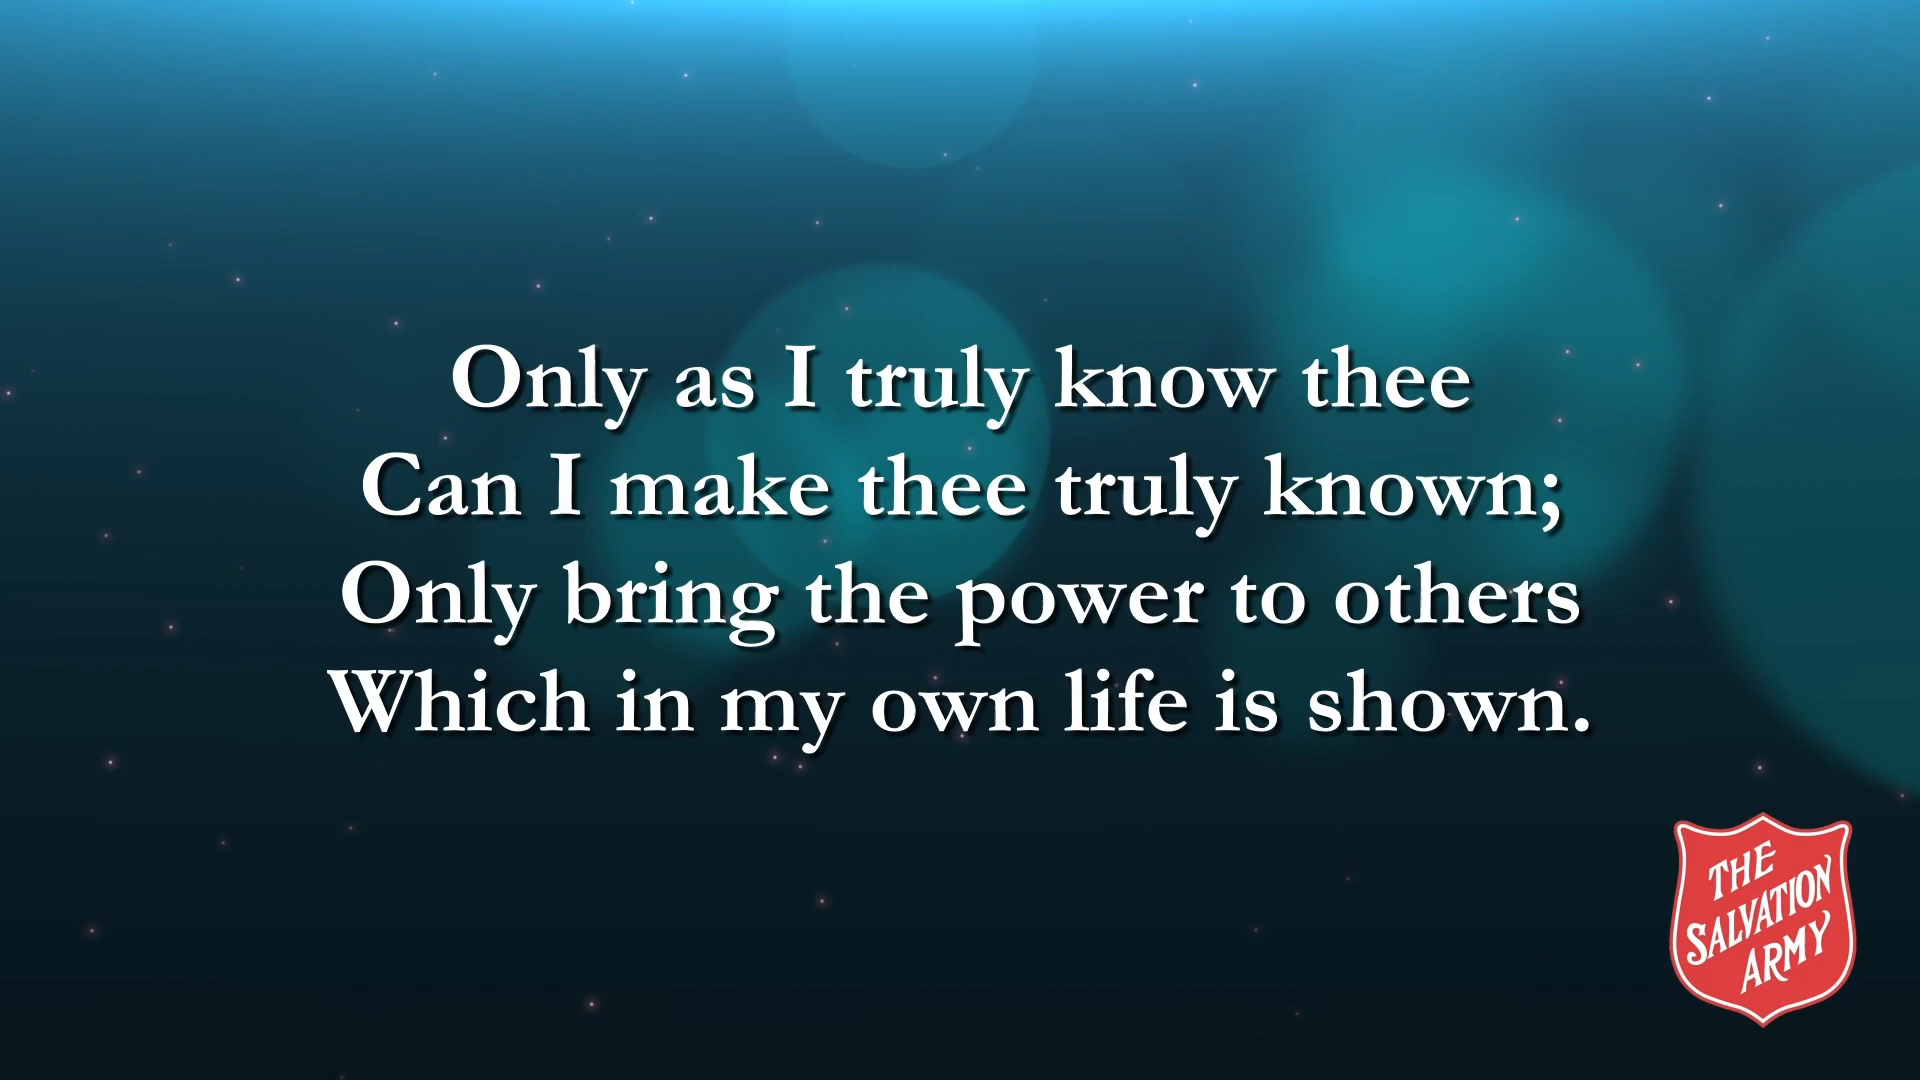 Only as I truly know thee
Can I make thee truly known;
Only bring the power to others
Which in my own life is shown.
THE
SALVATION
ARMY